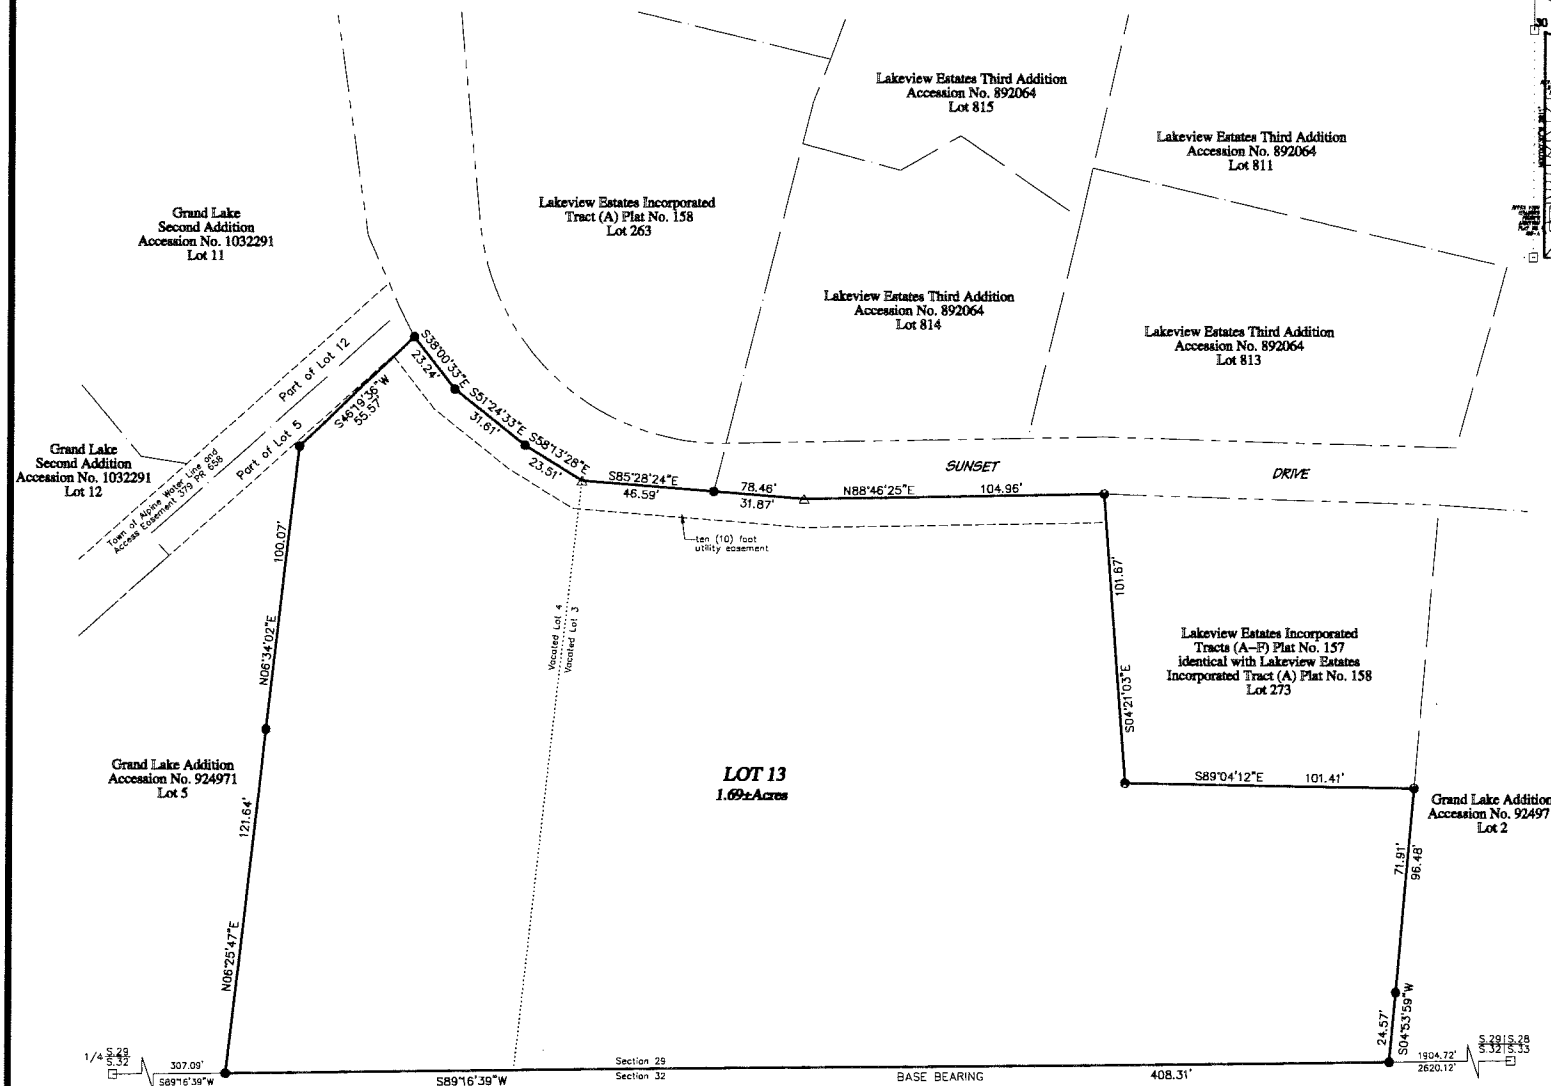 Lakeview Estates Third Addition
Accession No. 892064
Lot 815
Lakeview Estates Third Addition
Accession No. 892064
Lot 811
Grand Lake
Second Addition
Accession No. 1032291
Lot 11
Lakeview Estates Incorporated
Tract (A) Plat No. 158
Lot 263
Lakeview Estates Third Addition
Accession No. 892064
Lot 814
Lakeview Estates Third Addition
Accession No. 892064
Lot 813
Part of Lot 12
S46°19'36"W
55.57'
Part of Lot 5
Town of Alpine Water Line and
Access Easement 379 PR 658
Grand Lake
Second Addition
Accession No. 1032291
Lot 12
S38°00'33"E
23.24'
S51°24'33"E
31.61'
S58°13'28"E
23.51'
S85°28'24"E
46.59'
78.46'
31.87'
N88°46'25"E 104.96'
SUNSET DRIVE
ten (10) foot
utility easement
100.07'
N06°34'02"E
Vacated Lot 4
Vacated Lot 3
101.67'
S04°21'03"E
Lakeview Estates Incorporated
Tracts (A-F) Plat No. 157
identical with Lakeview Estates
Incorporated Tract (A) Plat No. 158
Lot 273
Grand Lake Addition
Accession No. 924971
Lot 5
LOT 13
1.69±Acres
S89°04'12"E 101.41'
Grand Lake Addition
Accession No. 92497
Lot 2
121.64'
N06°25'47"E
71.91'
96.48'
24.57'
S04°53'59"W
1/4 S.29
S.32
307.09'
S89°16'39"W
S89°16'39"W
Section 29
Section 32
BASE BEARING
408.31'
1904.72'
2620.12'
S.29 S.28
S.32 S.33
30